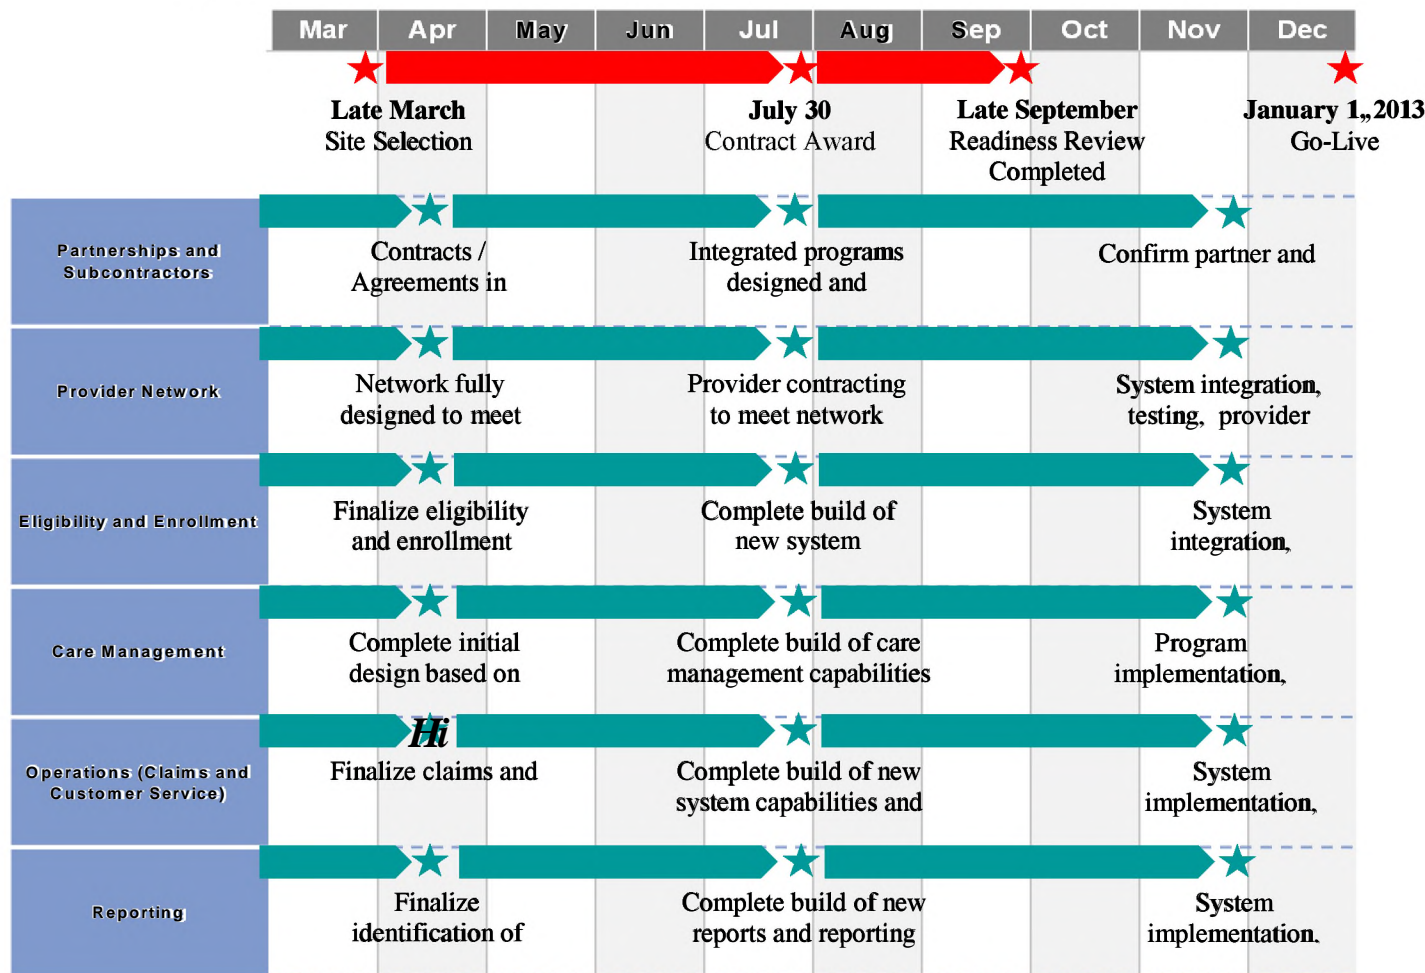 Mar Apr May Jun Jul Aug Sep Oct Nov Dec
Late March
Site Selection
July 30
Contract Award
Late September
Readiness Review
Completed
January 1,,2013
Go-Live
Partnerships and
Subcontractors
Contracts /
Agreements in
Integrated programs
designed and
Confirm partner and
Provider Network
Network fully
designed to meet
Provider contracting
to meet network
System integration,
testing, provider
Eligibility and Enrollment
Finalize eligibility
and enrollment
Complete build of
new system
System
integration,
Care Management
Complete initial
design based on
Complete build of care
management capabilities
Program
implementation,
Operations (Claims and
Customer Service)
Hi
Finalize claims and
Complete build of new
system capabilities and
System
implementation,
Reporting
Finalize
identification of
Complete build of new
reports and reporting
System
implementation.